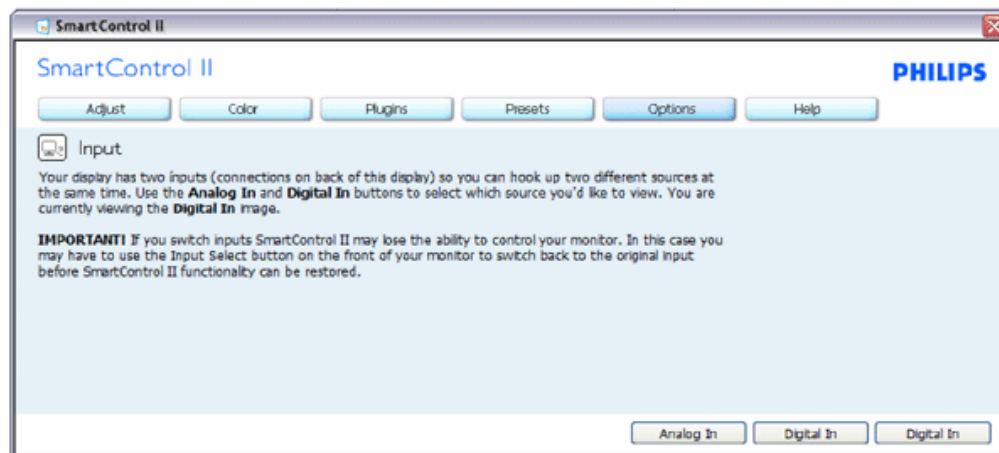 SmartControl II
SmartControl II
PHILIPS
Adjust Color Plugins Presets Options Help
Input
Your display has two inputs (connections on back of this display) so you can hook up two different sources at
the same time. Use the Analog In and Digital In buttons to select which source you'd like to view. You are
currently viewing the Digital In image.
IMPORTANT! If you switch inputs SmartControl II may lose the ability to control your monitor. In this case you
may have to use the Input Select button on the front of your monitor to switch back to the original input
before SmartControl II functionality can be restored.
Analog In Digital In Digital In